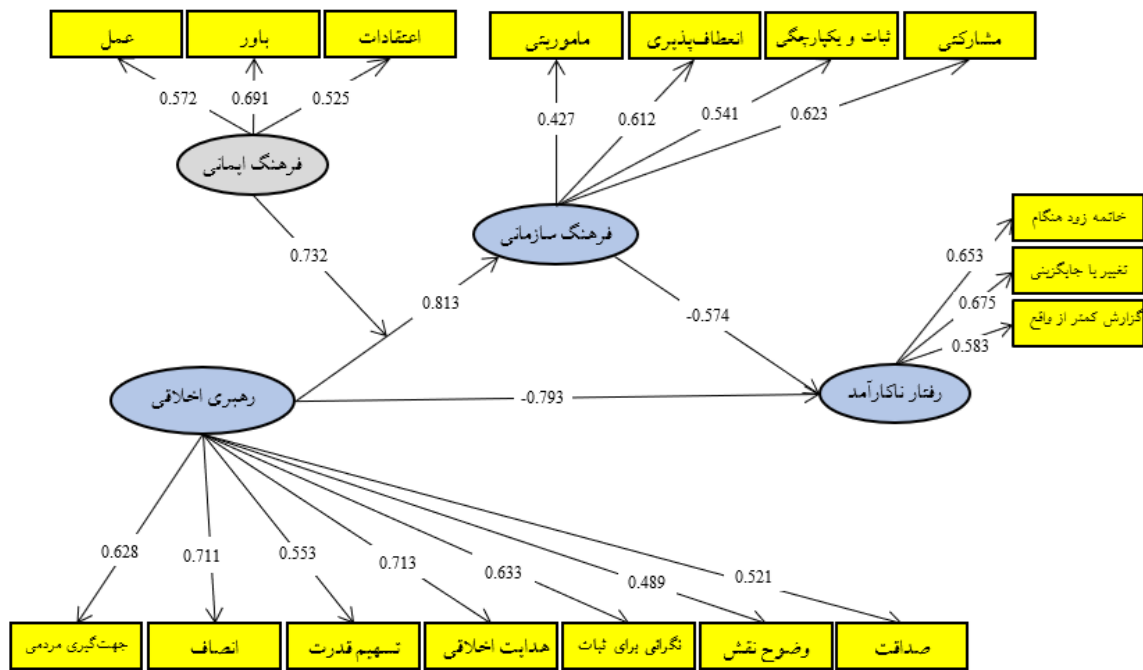 اعتقادات
باور
عمل
مشارکتی
ثبات و یکپارچگی
انعطاف‌پذیری
ماموریتی
0.572
0.691
0.525
0.427
0.612
0.541
0.623
فرهنگ ایمانی
فرهنگ سازمانی
خاتمه زود هنگام
تغییر یا جایگزینی
گزارش کمتر از واقع
0.653
0.675
0.583
0.732
0.813
-0.574
-0.793
رهبری اخلاقی
رفتار ناکارآمد
0.628
0.711
0.553
0.713
0.633
0.489
0.521
صداقت
وضوح نقش
نگرانی برای ثبات
هدایت اخلاقی
تسهیم قدرت
انصاف
جهت‌گیری مردمی